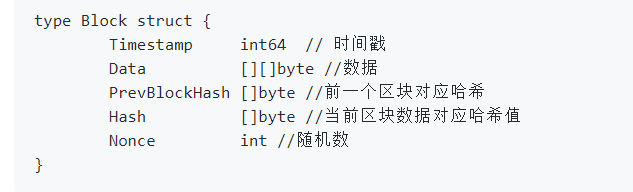 type Block struct {
Timestamp int64 // 时间戳
Data [][]byte //数据
PrevBlockHash []byte //前一个区块对应哈希
Hash []byte //当前区块数据对应哈希值
Nonce int //随机数
}